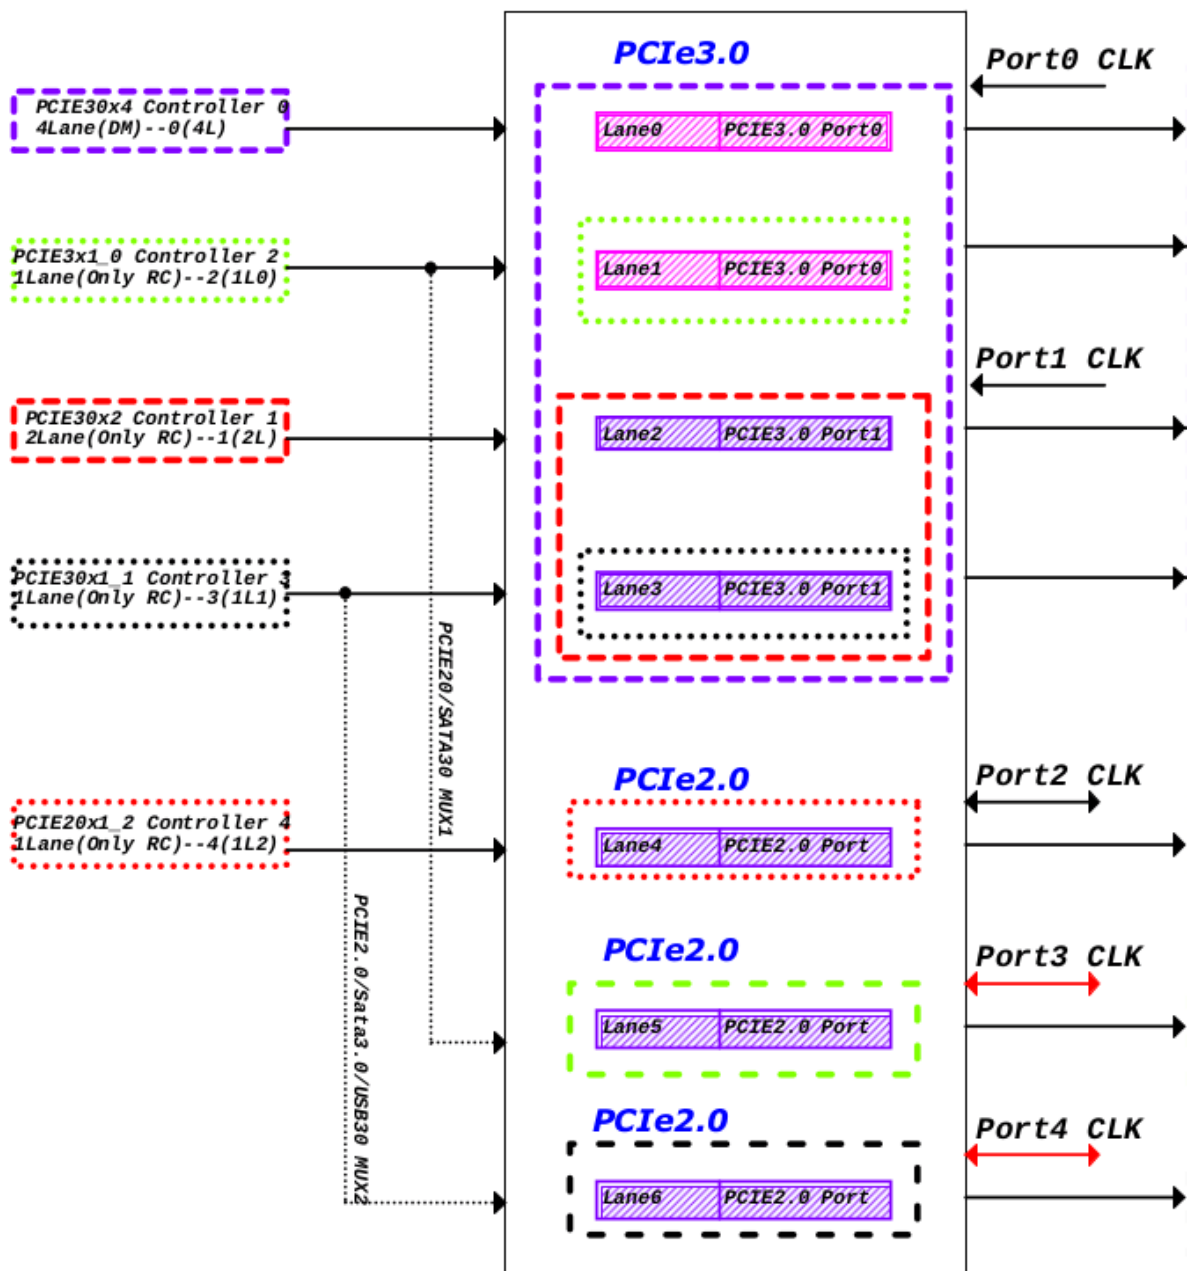 PCIe3.0
Port0 CLK
PCIE30x4 Controller 0
4Lane(DM)--0(4L)
Lane0 PCIE3.0 Port0
PCIE3x1_0 Controller 2
1Lane(Only RC)--2(1L0)
Lane1 PCIE3.0 Port0
Port1 CLK
PCIE30x2 Controller 1
2Lane(Only RC)--1(2L)
Lane2 PCIE3.0 Port1
PCIE30x1_1 Controller 3
1Lane(Only RC)--3(1L1)
Lane3 PCIE3.0 Port1
PCIE20/SATA30 MUX1
PCIe2.0
Port2 CLK
PCIE20x1_2 Controller 4
1Lane(Only RC)--4(1L2)
Lane4 PCIE2.0 Port
PCIE2.0/Sata3.0/USB30 MUX2
PCIe2.0
Port3 CLK
Lane5 PCIE2.0 Port
PCIe2.0
Port4 CLK
Lane6 PCIE2.0 Port